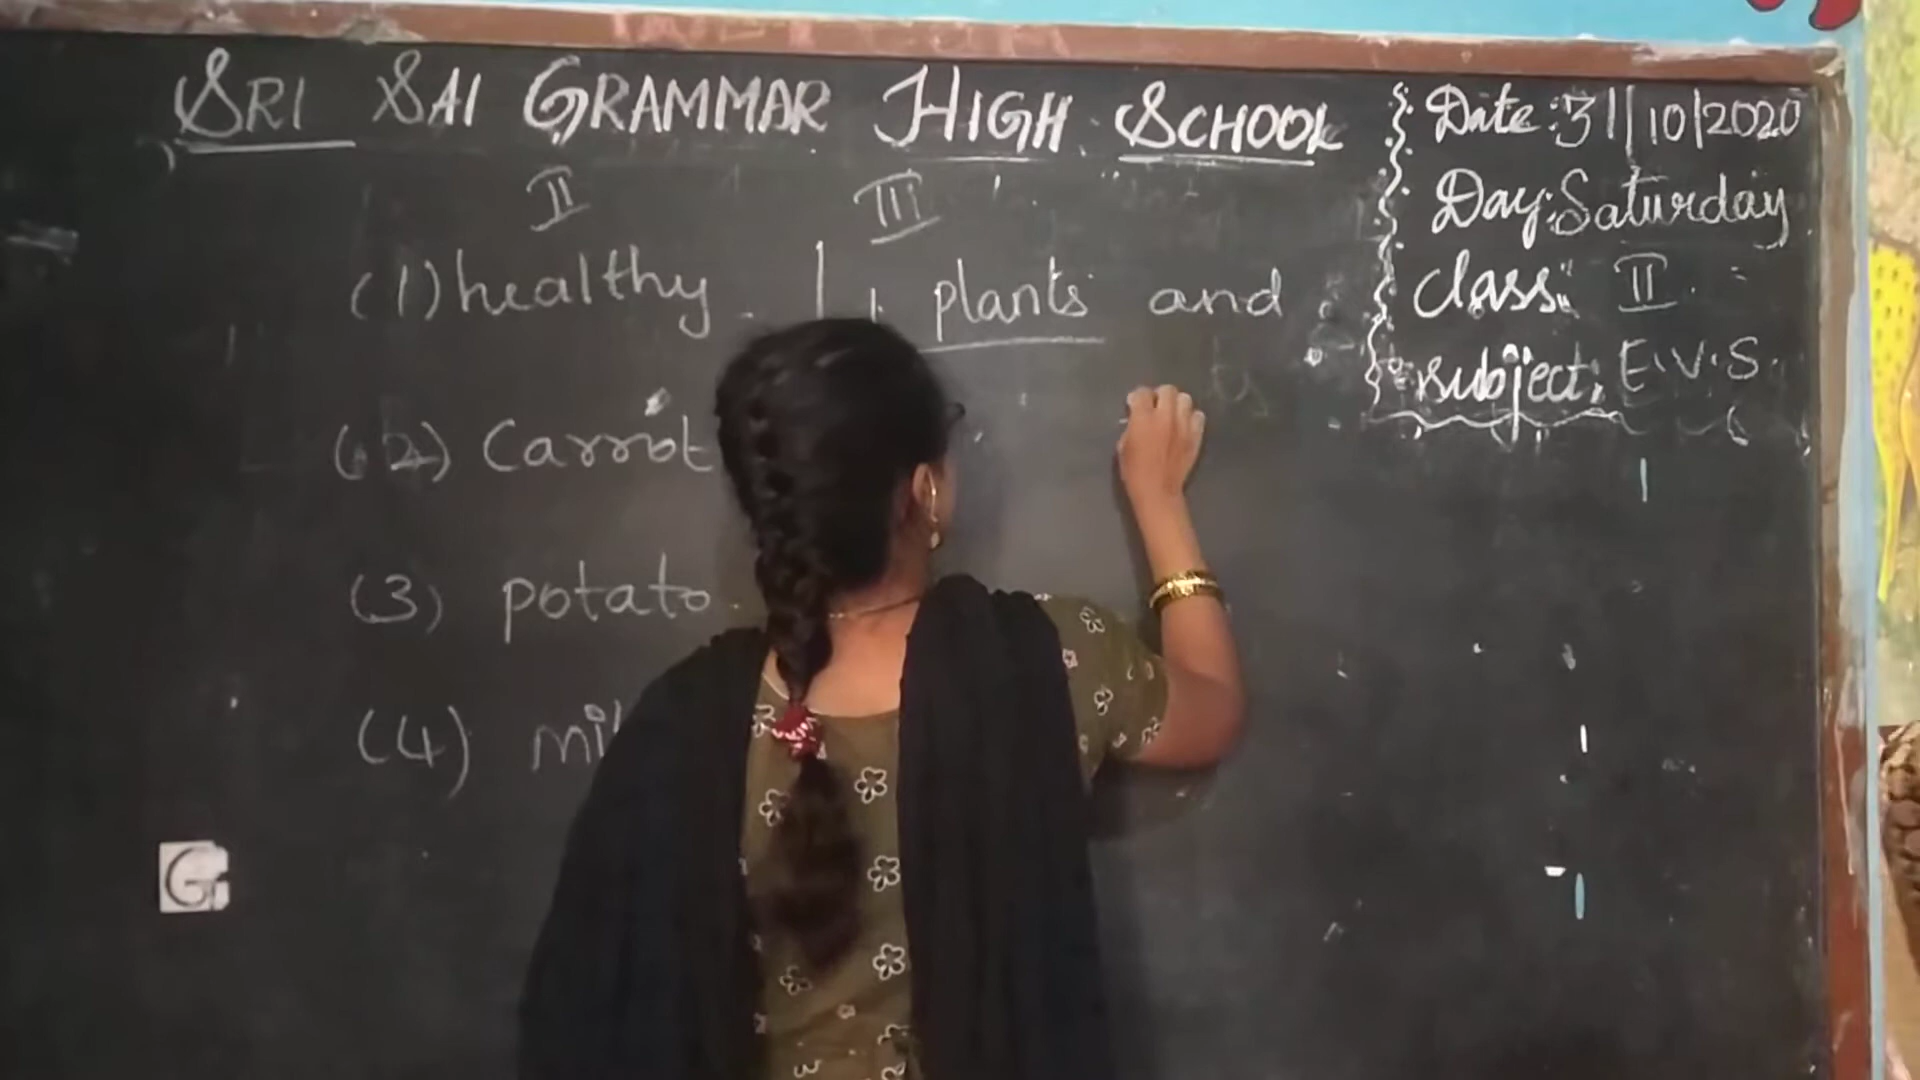 SRI SAI GRAMMAR HIGH SCHOOL
Date: 31/10/2020
Day: Saturday
Class: II
Subject: E.V.S.
II
(1) healthy.
(2) Carrot
(3) potato.
(4)
III
1. plants and
G